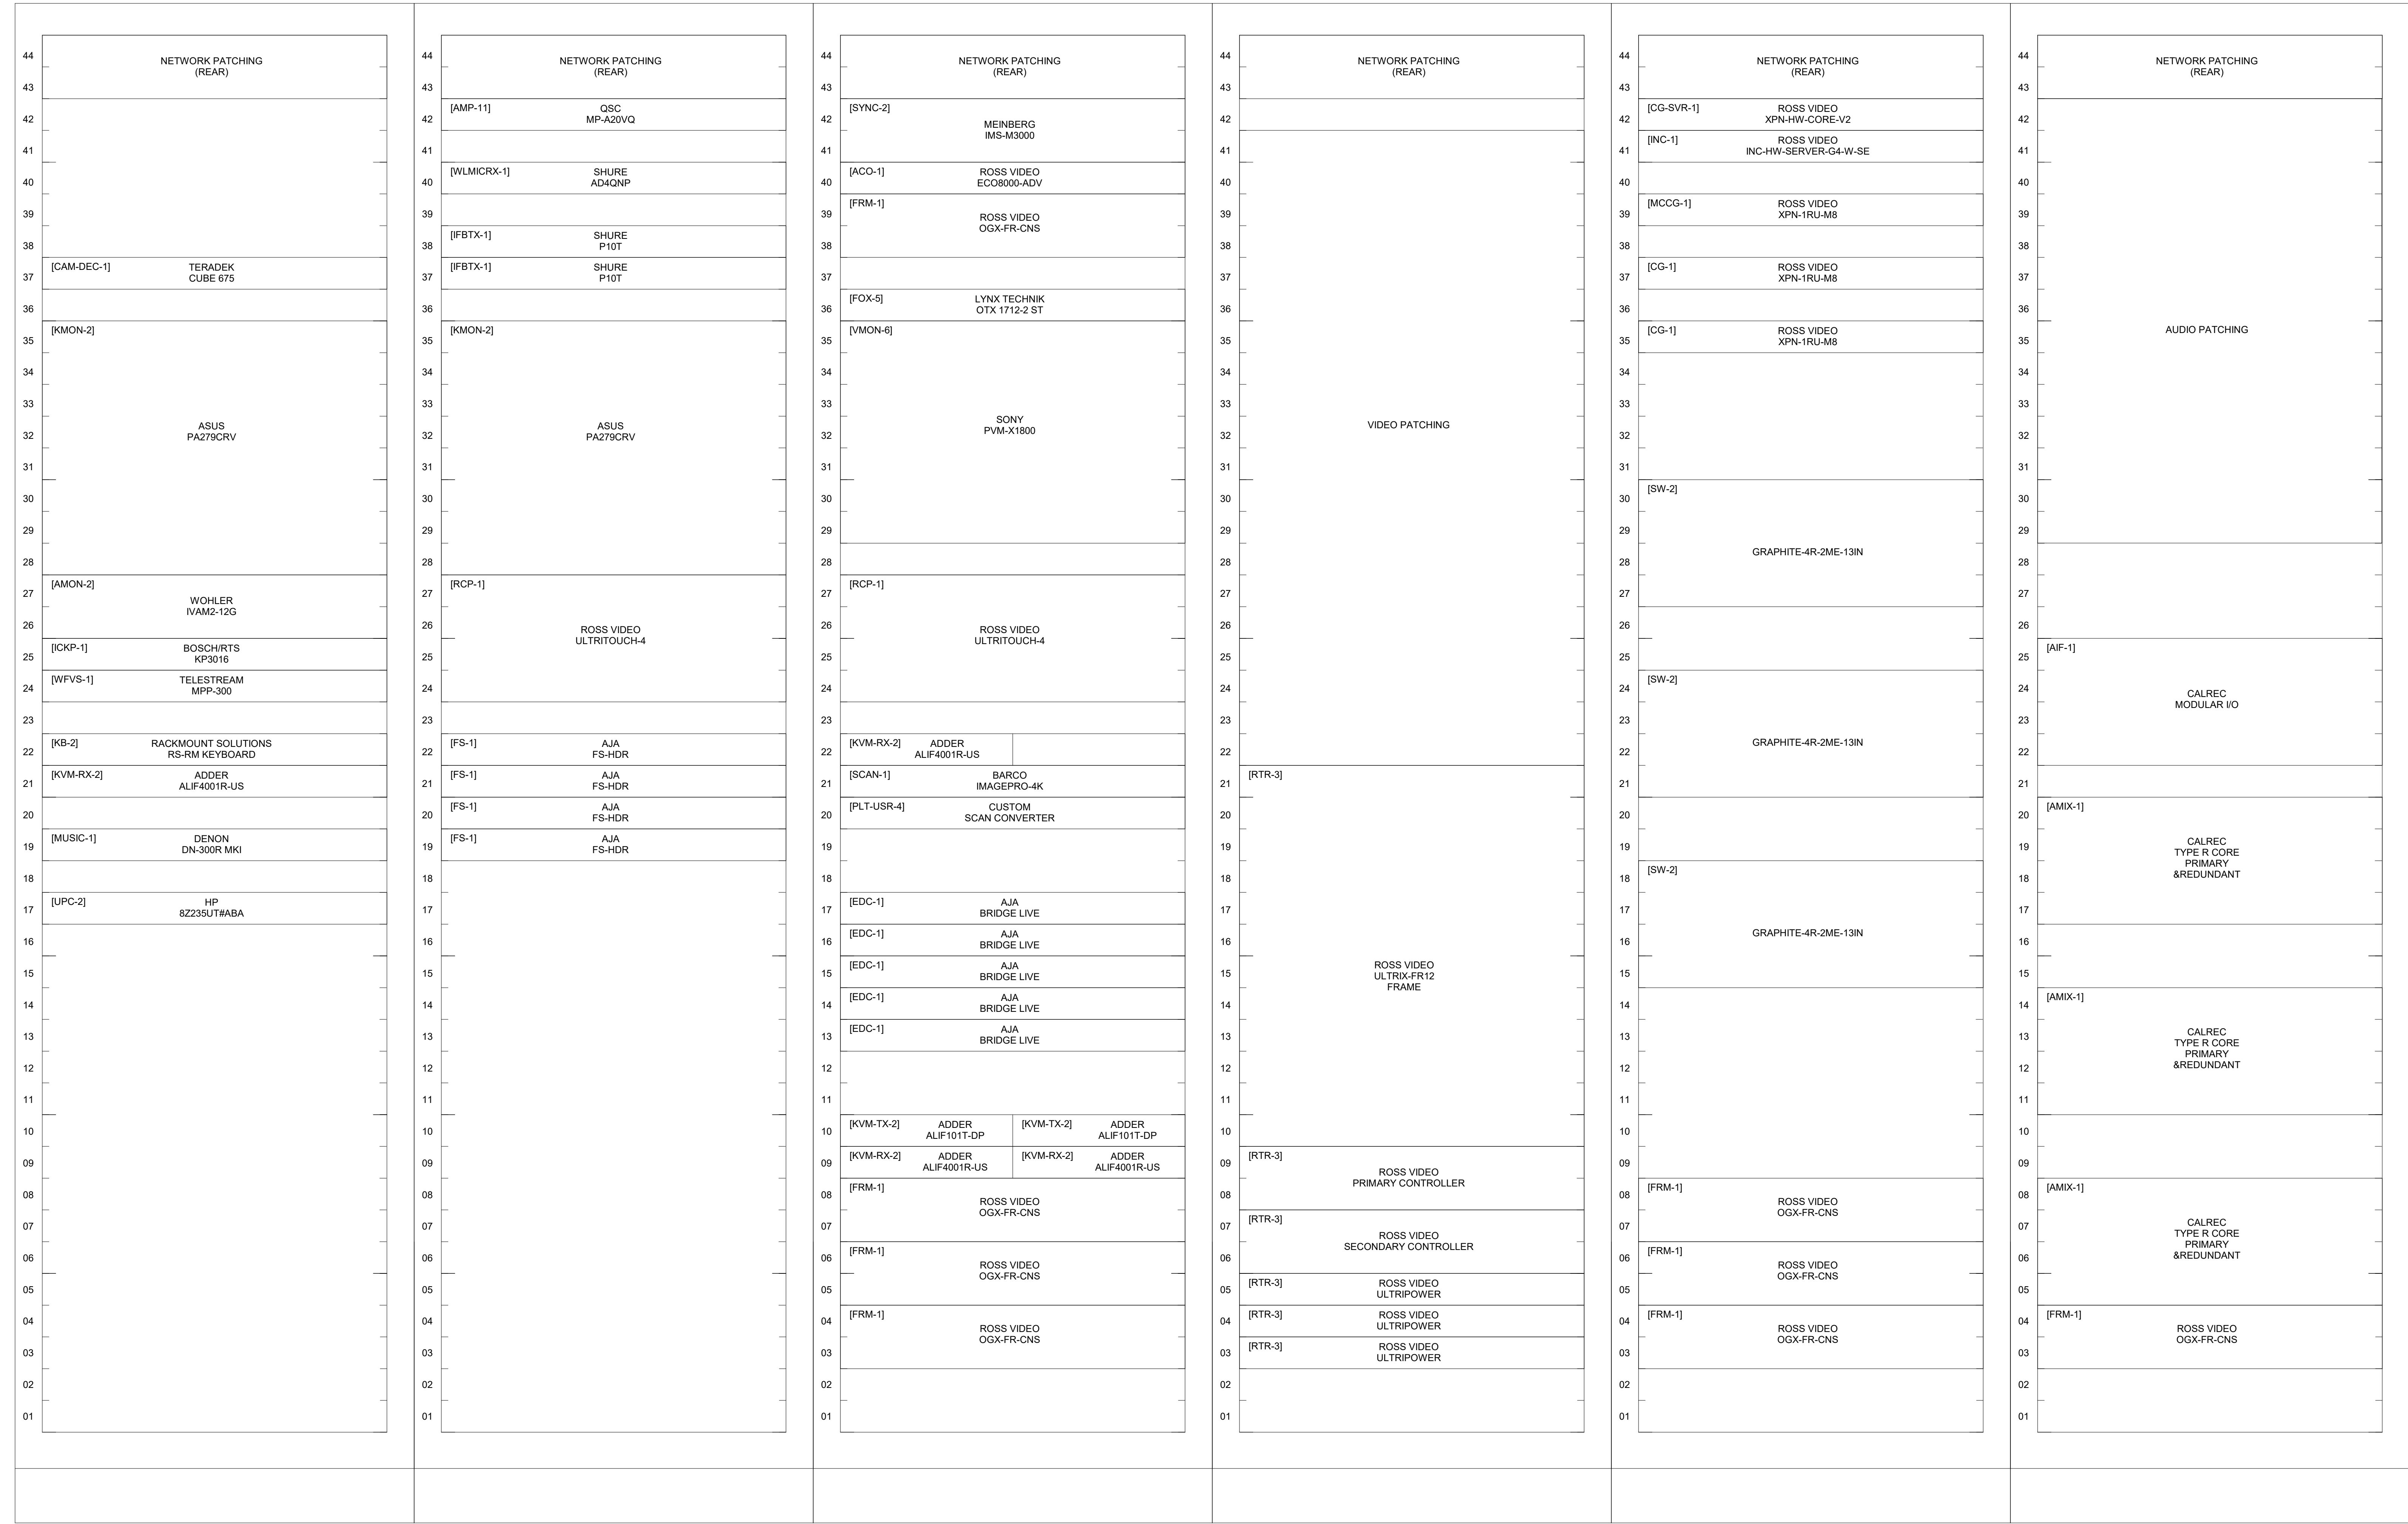 44
NETWORK PATCHING
(REAR)
43
42
41
40
39
38
37
[CAM-DEC-1]
TERADEK
CUBE 675
36
35
[KMON-2]
34
33
32
ASUS
PA279CRV
31
30
29
28
27
[AMON-2]
WOHLER
IVAM2-12G
26
25
[ICKP-1]
BOSCH/RTS
KP3016
24
[WFVS-1]
TELESTREAM
MPP-300
23
22
[KB-2]
RACKMOUNT SOLUTIONS
RS-RM KEYBOARD
21
[KVM-RX-2]
ADDER
ALIF4001R-US
20
19
[MUSIC-1]
DENON
DN-300R MKI
18
17
[UPC-2]
HP
8Z235UT#ABA
16
15
14
13
12
11
10
09
08
07
06
05
04
03
02
01
44
NETWORK PATCHING
(REAR)
43
42
[AMP-11]
QSC
MP-A20VQ
41
40
[WLMICRX-1]
SHURE
AD4QNP
39
38
[IFBTX-1]
SHURE
P10T
37
[IFBTX-1]
SHURE
P10T
36
35
[KMON-2]
34
33
32
ASUS
PA279CRV
31
30
29
28
27
[RCP-1]
26
ROSS VIDEO
ULTRITOUCH-4
25
24
23
22
[FS-1]
AJA
FS-HDR
21
[FS-1]
AJA
FS-HDR
20
[FS-1]
AJA
FS-HDR
19
[FS-1]
AJA
FS-HDR
18
17
16
15
14
13
12
11
10
09
08
07
06
05
04
03
02
01
44
NETWORK PATCHING
(REAR)
43
42
[SYNC-2]
MEINBERG
IMS-M3000
41
40
[ACO-1]
ROSS VIDEO
ECO8000-ADV
39
[FRM-1]
ROSS VIDEO
OGX-FR-CNS
38
37
36
[FOX-5]
LYNX TECHNIK
OTX 1712-2 ST
35
[VMON-6]
34
33
32
SONY
PVM-X1800
31
30
29
28
27
[RCP-1]
26
ROSS VIDEO
ULTRITOUCH-4
25
24
23
22
[KVM-RX-2]
ADDER
ALIF4001R-US
21
[SCAN-1]
BARCO
IMAGEPRO-4K
20
[PLT-USR-4]
CUSTOM
SCAN CONVERTER
19
18
17
[EDC-1]
AJA
BRIDGE LIVE
16
[EDC-1]
AJA
BRIDGE LIVE
15
[EDC-1]
AJA
BRIDGE LIVE
14
[EDC-1]
AJA
BRIDGE LIVE
13
[EDC-1]
AJA
BRIDGE LIVE
12
11
10
[KVM-TX-2]
ADDER
ALIF101T-DP
[KVM-TX-2]
ADDER
ALIF101T-DP
09
[KVM-RX-2]
ADDER
ALIF4001R-US
[KVM-RX-2]
ADDER
ALIF4001R-US
08
[FRM-1]
ROSS VIDEO
OGX-FR-CNS
07
06
[FRM-1]
ROSS VIDEO
OGX-FR-CNS
05
04
[FRM-1]
ROSS VIDEO
OGX-FR-CNS
03
02
01
44
NETWORK PATCHING
(REAR)
43
42
41
40
39
38
37
36
35
34
33
32
VIDEO PATCHING
31
30
29
28
27
26
25
24
23
22
21
[RTR-3]
20
19
18
17
16
15
ROSS VIDEO
ULTRIX-FR12
FRAME
14
13
12
11
10
09
[RTR-3]
ROSS VIDEO
PRIMARY CONTROLLER
08
07
[RTR-3]
ROSS VIDEO
SECONDARY CONTROLLER
06
05
[RTR-3]
ROSS VIDEO
ULTRIPOWER
04
[RTR-3]
ROSS VIDEO
ULTRIPOWER
03
[RTR-3]
ROSS VIDEO
ULTRIPOWER
02
01
44
NETWORK PATCHING
(REAR)
43
42
[CG-SVR-1]
ROSS VIDEO
XPN-HW-CORE-V2
41
[INC-1]
ROSS VIDEO
INC-HW-SERVER-G4-W-SE
40
39
[MCCG-1]
ROSS VIDEO
XPN-1RU-M8
38
37
[CG-1]
ROSS VIDEO
XPN-1RU-M8
36
35
[CG-1]
ROSS VIDEO
XPN-1RU-M8
34
33
32
31
30
[SW-2]
29
28
GRAPHITE-4R-2ME-13IN
27
26
25
24
[SW-2]
23
22
GRAPHITE-4R-2ME-13IN
21
20
19
18
[SW-2]
17
16
GRAPHITE-4R-2ME-13IN
15
14
13
12
11
10
09
08
[FRM-1]
ROSS VIDEO
OGX-FR-CNS
07
06
[FRM-1]
ROSS VIDEO
OGX-FR-CNS
05
04
[FRM-1]
ROSS VIDEO
OGX-FR-CNS
03
02
01
44
NETWORK PATCHING
(REAR)
43
42
41
40
39
38
37
36
35
AUDIO PATCHING
34
33
32
31
30
29
28
27
26
25
[AIF-1]
24
CALREC
MODULAR I/O
23
22
21
20
[AMIX-1]
19
CALREC
TYPE R CORE
PRIMARY
&REDUNDANT
18
17
16
15
14
[AMIX-1]
13
CALREC
TYPE R CORE
PRIMARY
&REDUNDANT
12
11
10
09
08
[AMIX-1]
07
CALREC
TYPE R CORE
PRIMARY
&REDUNDANT
06
05
04
[FRM-1]
ROSS VIDEO
OGX-FR-CNS
03
02
01